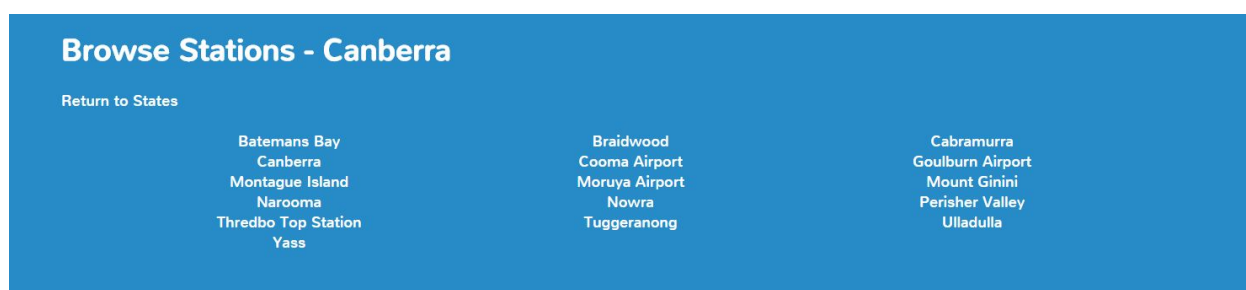 Browse Stations - Canberra
Return to States
Batemans Bay Braidwood Cabramurra
Canberra Cooma Airport Goulburn Airport
Montague Island Moruya Airport Mount Ginini
Narooma Nowra Perisher Valley
Thredbo Top Station Tuggeranong Ulladulla
Yass